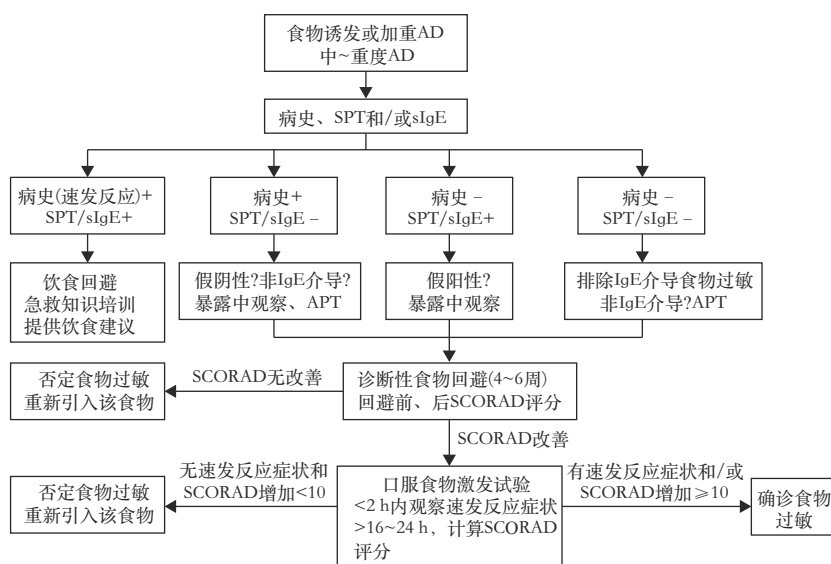 食物诱发或加重AD
中~重度AD
病史、SPT和/或sIgE
病史(速发反应)+
SPT/sIgE+
病史+
SPT/sIgE－
病史－
SPT/sIgE+
病史－
SPT/sIgE－
饮食回避
急救知识培训
提供饮食建议
假阴性?非IgE介导?
暴露中观察、APT
假阳性?
暴露中观察
排除IgE介导食物过敏
非IgE介导?APT
否定食物过敏
重新引入该食物
SCORAD无改善
诊断性食物回避(4~6周)
回避前、后SCORAD评分
SCORAD改善
否定食物过敏
重新引入该食物
无速发反应症状和
SCORAD增加<10
口服食物激发试验
<2 h内观察速发反应症状
>16~24 h，计算SCORAD
评分
有速发反应症状和/或
SCORAD增加≥10
确诊食物
过敏